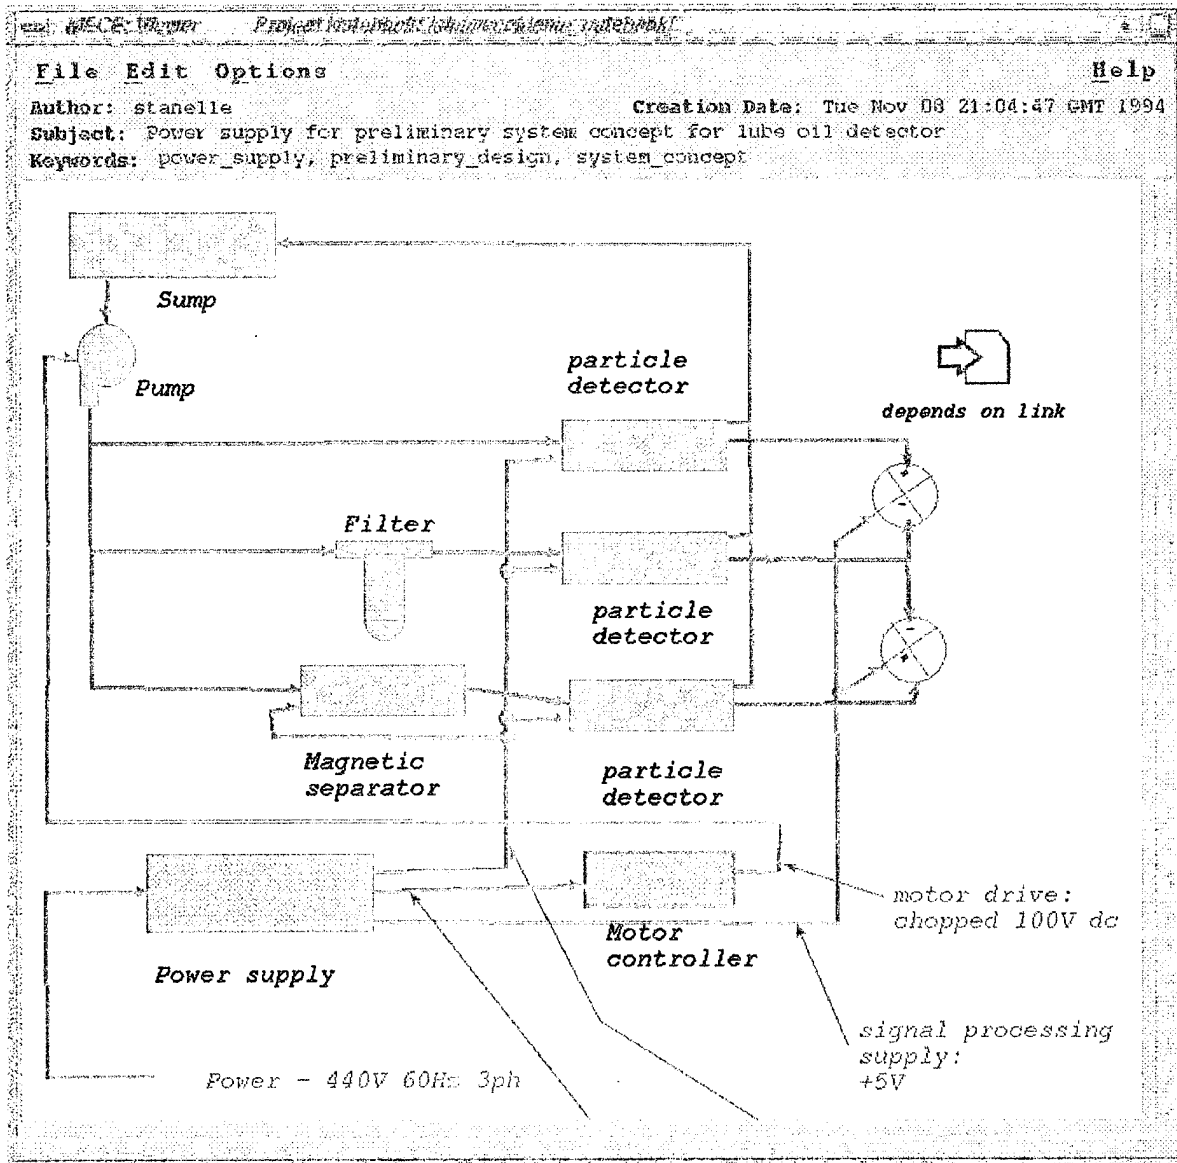 MECE: Viewer
File Edit Options Help
Author: stanelle Creation Date: Tue Nov 08 21:04:47 GMT 1994
Subject: Power supply for preliminary system concept for lube oil detector
Keywords: power_supply, preliminary_design, system_concept
Sump
Pump
particle
detector
depends on link
+
-
Filter
particle
detector
-
+
Magnetic
separator
particle
detector
motor drive:
chopped 100V dc
Motor
controller
Power supply
signal processing
supply:
+5V
Power - 440V 60Hz 3ph